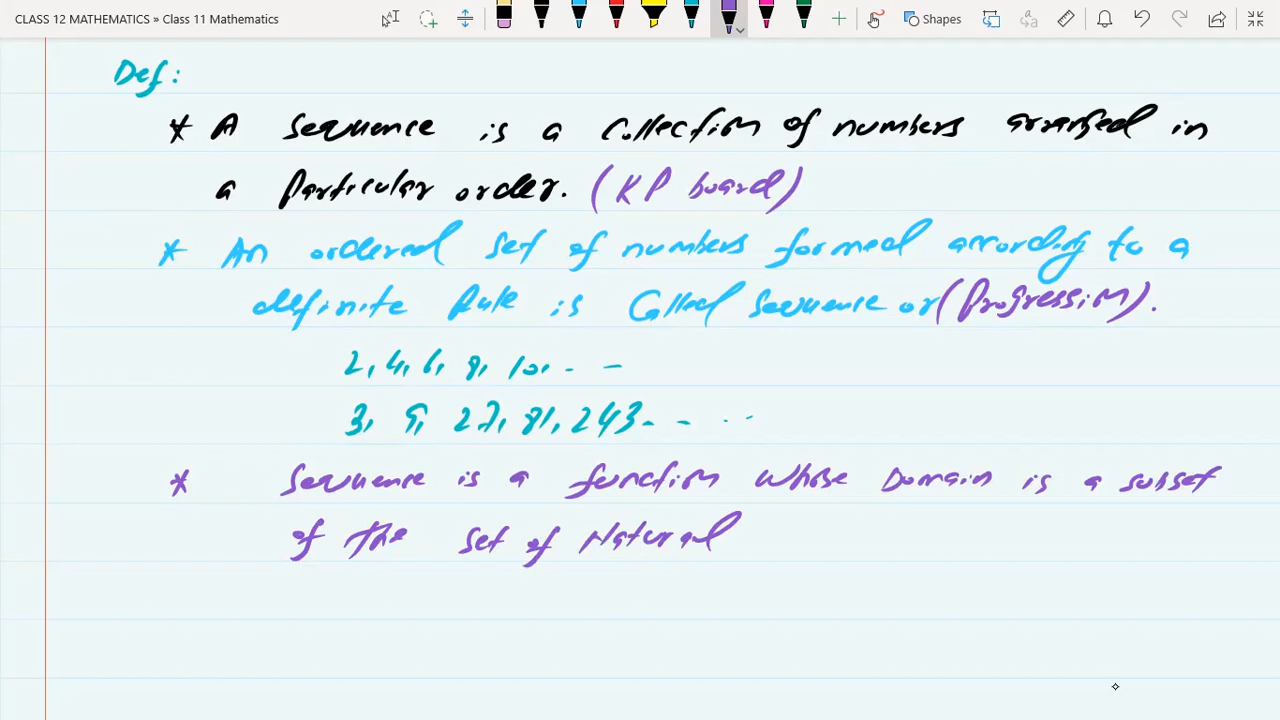 CLASS 12 MATHEMATICS » Class 11 Mathematics
Shapes
Def:
* A sequence is a collection of numbers arranged in
a particular order. (KP board)
* An ordered set of numbers formed according to a
definite Rule is Called sequence or (Progression).
2, 4, 6, 8, 10, - -
3, 9, 27, 81, 243 - - - -
* Sequence is a function whose Domain is a subset
of the set of Natural